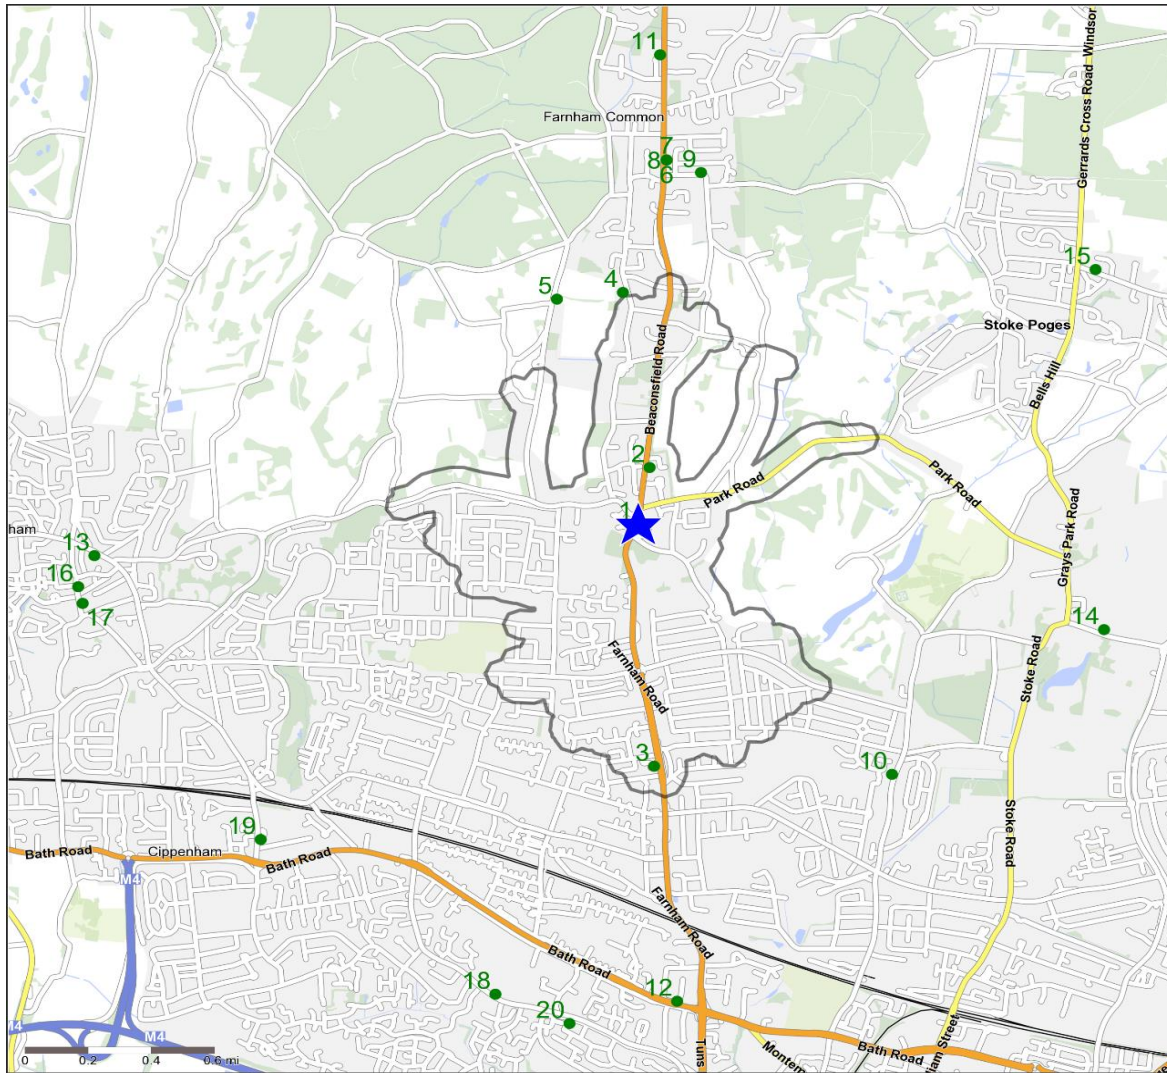 11
Farnham Common
7
8
6
9
Gerrards Cross Road
Windsor
15
5
4
Stoke Poges
Beaconsfield Road
Bells Hill
2
Park Road
Park Road
1
ham
13
16
17
Grays Park Road
14
Farnham Road
Stoke Road
3
10
19
Bath Road
Cippenham
Bath Road
M4
Stoke Road
Farnham Road
Bath Road
18
12
20
M4
M4
0 0.2 0.4 0.6 mi
Tuns
Montem
Bath Road
liam Street